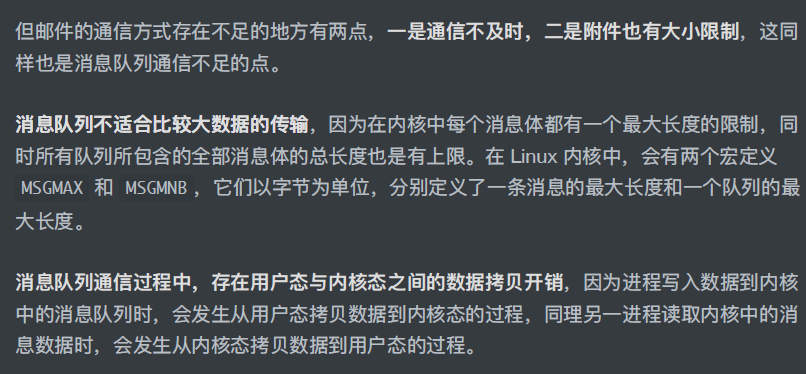 但邮件的通信方式存在不足的地方有两点，一是通信不及时，二是附件也有大小限制，这同
样也是消息队列通信不足的点。
消息队列不适合比较大数据的传输，因为在内核中每个消息体都有一个最大长度的限制，同
时所有队列所包含的全部消息体的总长度也是有上限。在 Linux 内核中，会有两个宏定义
MSGMAX 和 MSGMNB，它们以字节为单位，分别定义了一条消息的最大长度和一个队列的最
大长度。
消息队列通信过程中，存在用户态与内核态之间的数据拷贝开销，因为进程写入数据到内核
中的消息队列时，会发生从用户态拷贝数据到内核态的过程，同理另一进程读取内核中的消
息数据时，会发生从内核态拷贝数据到用户态的过程。